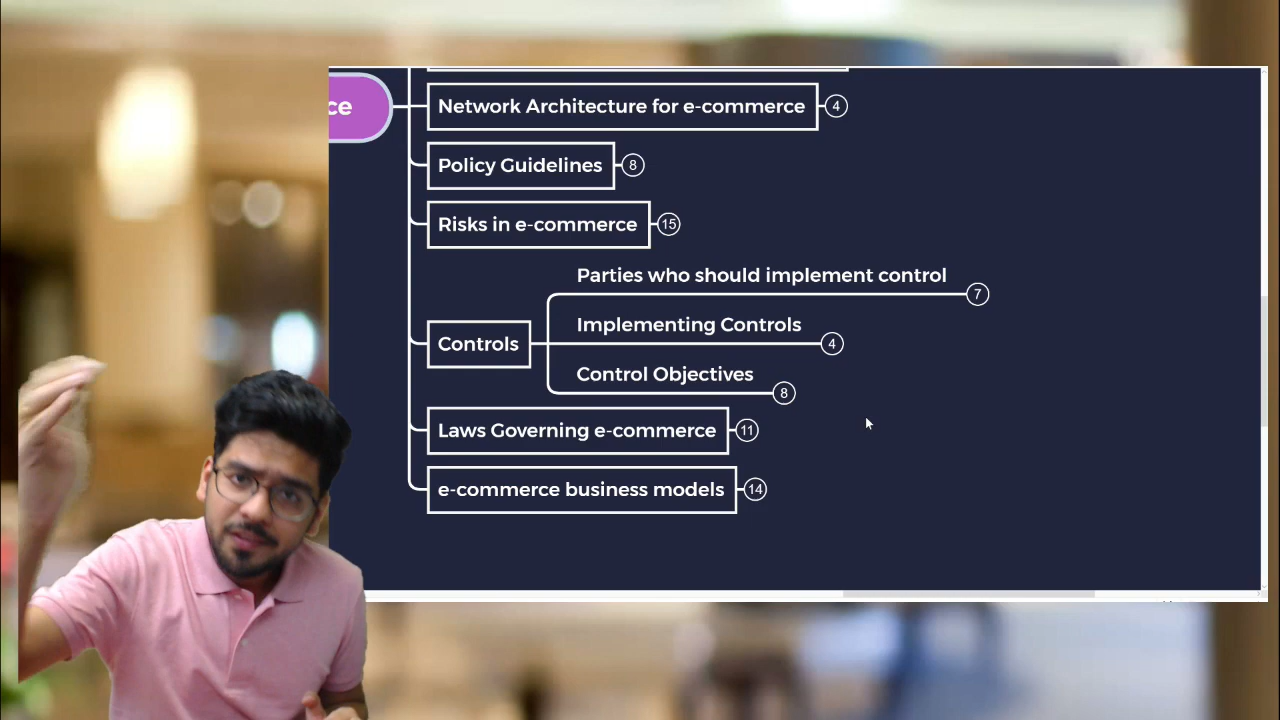 ce
Network Architecture for e-commerce 4
Policy Guidelines 8
Risks in e-commerce 15
Parties who should implement control 7
Implementing Controls 4
Controls
Control Objectives 8
Laws Governing e-commerce 11
e-commerce business models 14